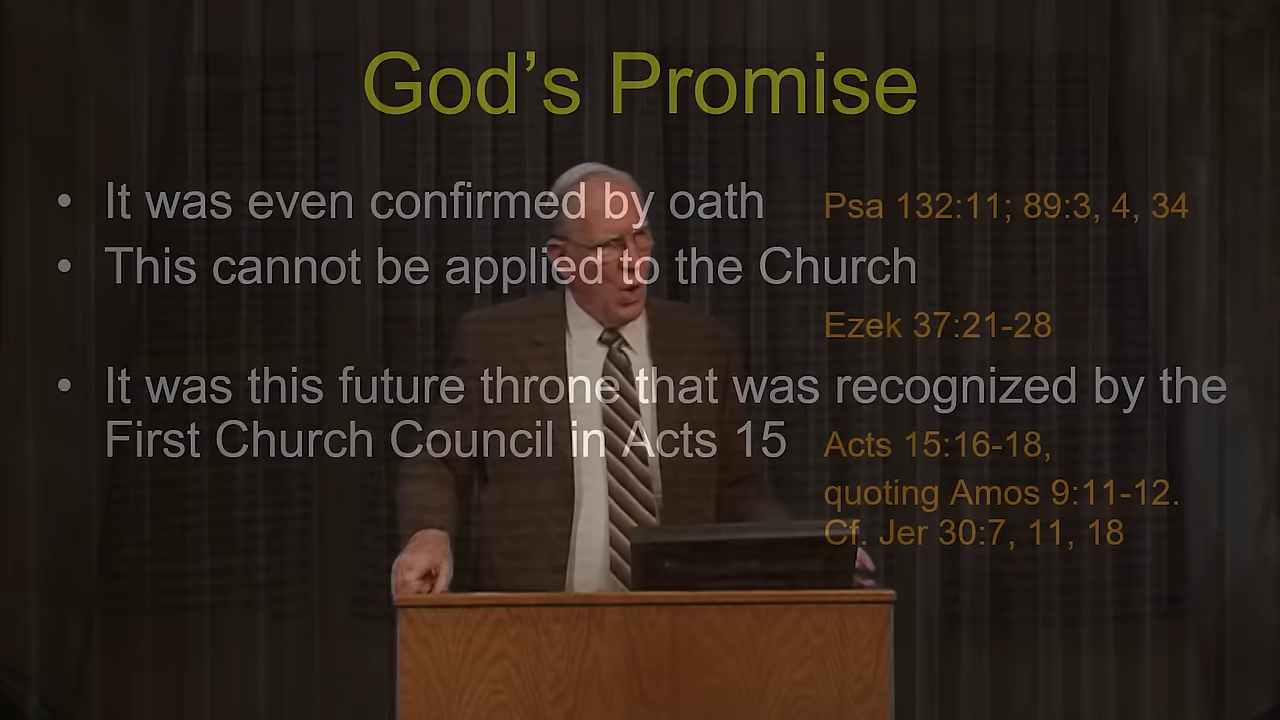 God's Promise
• It was even confirmed by oath Psa 132:11; 89:3, 4, 34
• This cannot be applied to the Church
Ezek 37:21-28
• It was this future throne that was recognized by the
First Church Council in Acts 15 Acts 15:16-18,
quoting Amos 9:11-12.
Cf. Jer 30:7, 11, 18